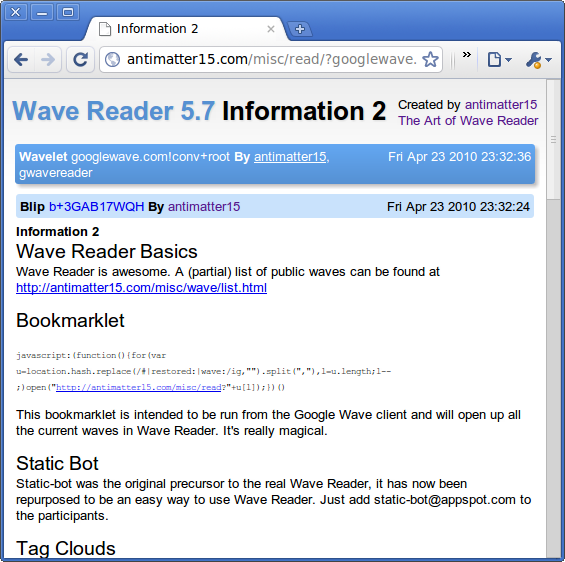 Information 2
antimatter15.com/misc/read/?googlewave.
»
Wave Reader 5.7 Information 2
Created by antimatter15
The Art of Wave Reader
Wavelet googlewave.com!conv+root By antimatter15, Fri Apr 23 2010 23:32:36
gwavereader
Blip b+3GAB17WQH By antimatter15 Fri Apr 23 2010 23:32:24
Information 2
Wave Reader Basics
Wave Reader is awesome. A (partial) list of public waves can be found at
http://antimatter15.com/misc/wave/list.html
Bookmarklet
javascript:(function(){for(var
u=location.hash.replace(/#|restored:|wave:/ig,"").split(","),l=u.length;l--
;)open("http://antimatter15.com/misc/read?"+u[l]);})()
This bookmarklet is intended to be run from the Google Wave client and will open up all
the current waves in Wave Reader. It's really magical.
Static Bot
Static-bot was the original precursor to the real Wave Reader, it has now been
repurposed to be an easy way to use Wave Reader. Just add static-bot@appspot.com to
the participants.
Tag Clouds